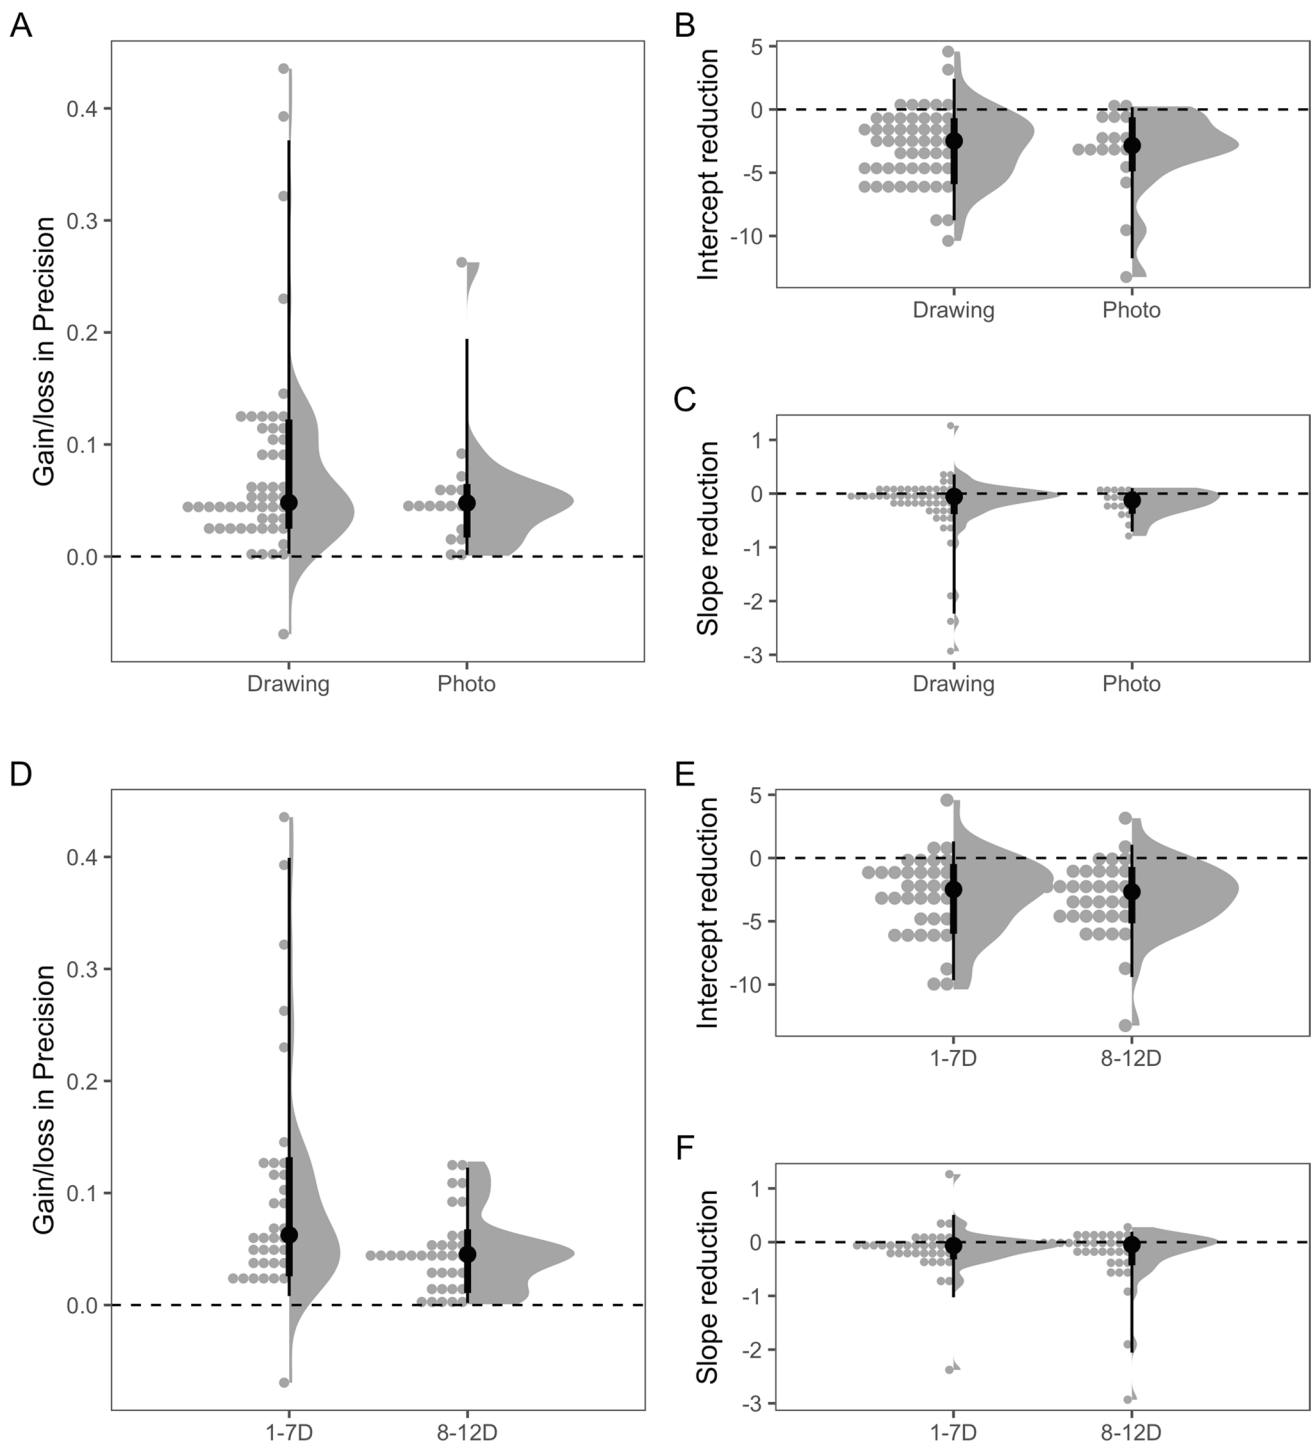 A
Gain/loss in Precision
0.4
0.3
0.2
0.1
0.0
Drawing Photo
B
Intercept reduction
5
0
-5
-10
Drawing Photo
C
Slope reduction
1
0
-1
-2
-3
Drawing Photo
D
Gain/loss in Precision
0.4
0.3
0.2
0.1
0.0
1-7D 8-12D
E
Intercept reduction
5
0
-5
-10
1-7D 8-12D
F
Slope reduction
1
0
-1
-2
-3
1-7D 8-12D